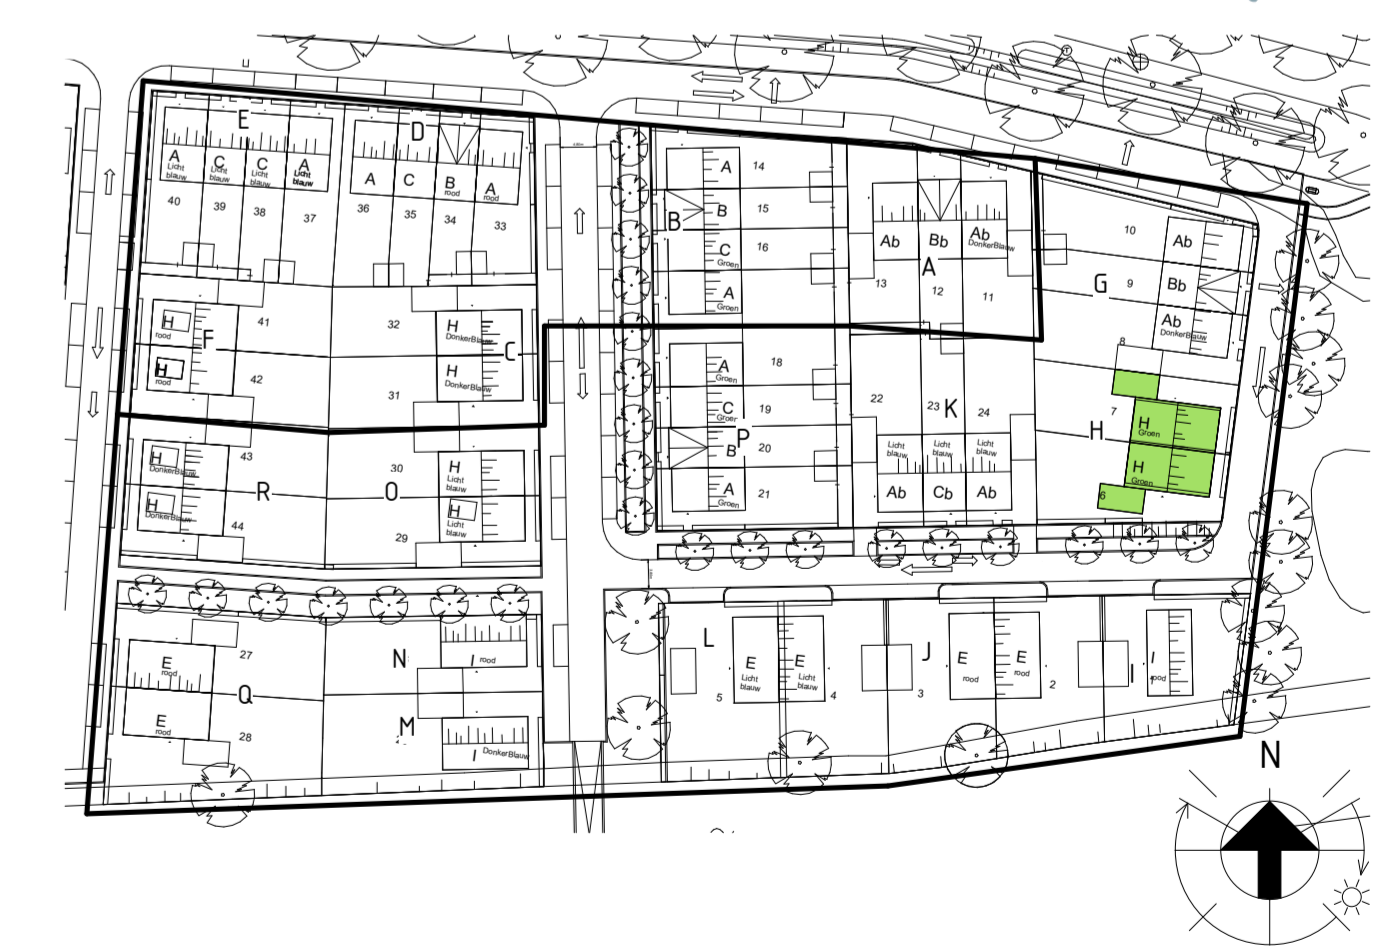 E
D
A
Licht
blauw
C
Licht
blauw
C
Licht
blauw
A
Licht
blauw
A
C
B
rood
A
rood
40
39
38
37
36
35
34
33
B
A
14
B
15
C
Groen
16
A
Groen
Ab
Bb
Ab
DonkerBlauw
A
13
12
11
10
Ab
G
9
Bb
Ab
DonkerBlauw
8
F
H
rood
41
H
rood
42
32
H
DonkerBlauw
C
H
DonkerBlauw
31
A
Groen
18
C
19
P
B
20
A
Groen
21
22
23
K
24
Licht
blauw
Licht
blauw
Licht
blauw
Ab
Cb
Ab
7
H
H
Groen
H
Groen
6
H
DonkerBlauw
43
R
H
DonkerBlauw
44
30
O
H
Licht
blauw
H
Licht
blauw
29
27
E
rood
Q
E
rood
28
N
I rood
M
I DonkerBlauw
L
E
Licht
blauw
E
Licht
blauw
5
4
J
E
rood
E
rood
3
2
I
I
rood
N